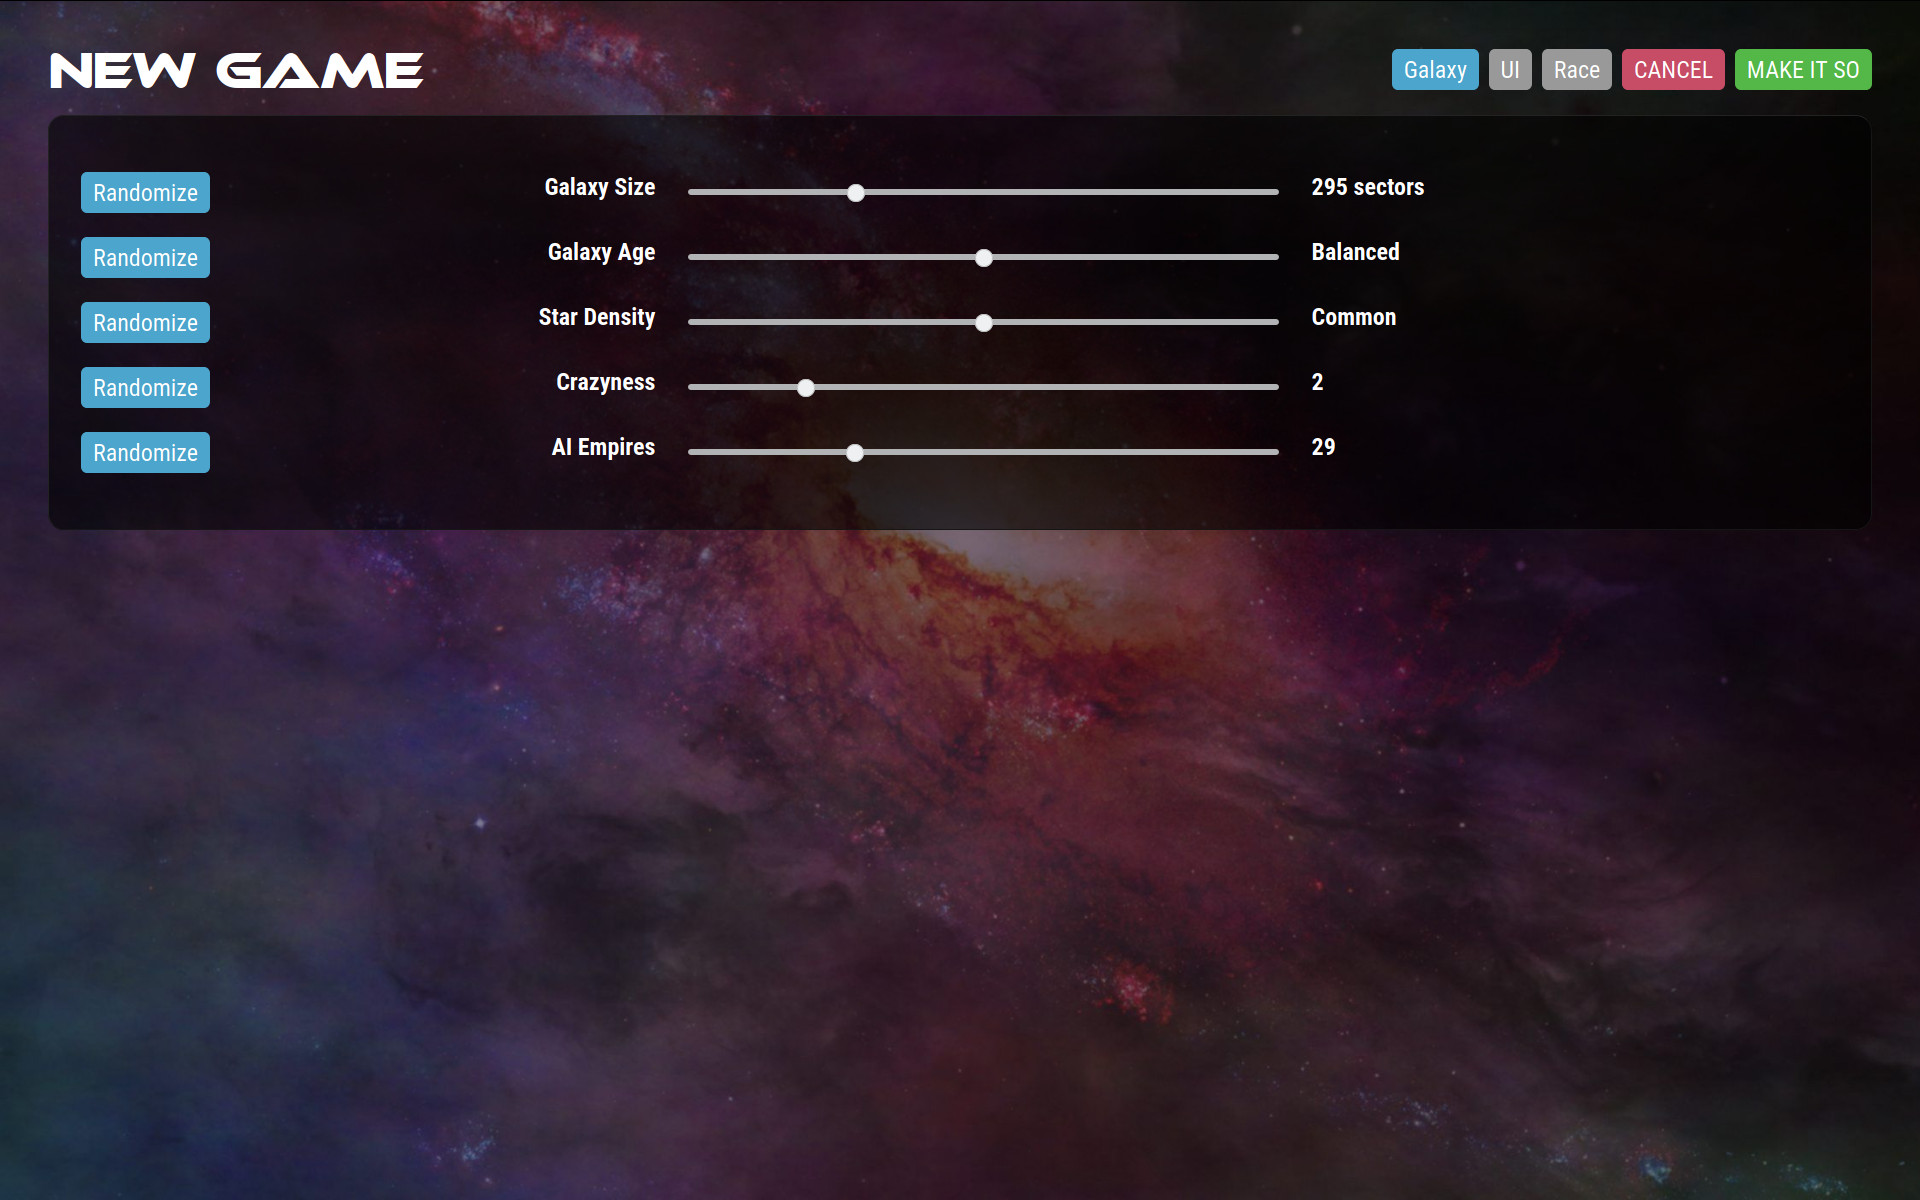 NEW GAME
Galaxy UI Race CANCEL MAKE IT SO
Randomize Galaxy Size 295 sectors
Randomize Galaxy Age Balanced
Randomize Star Density Common
Randomize Crazyness 2
Randomize AI Empires 29